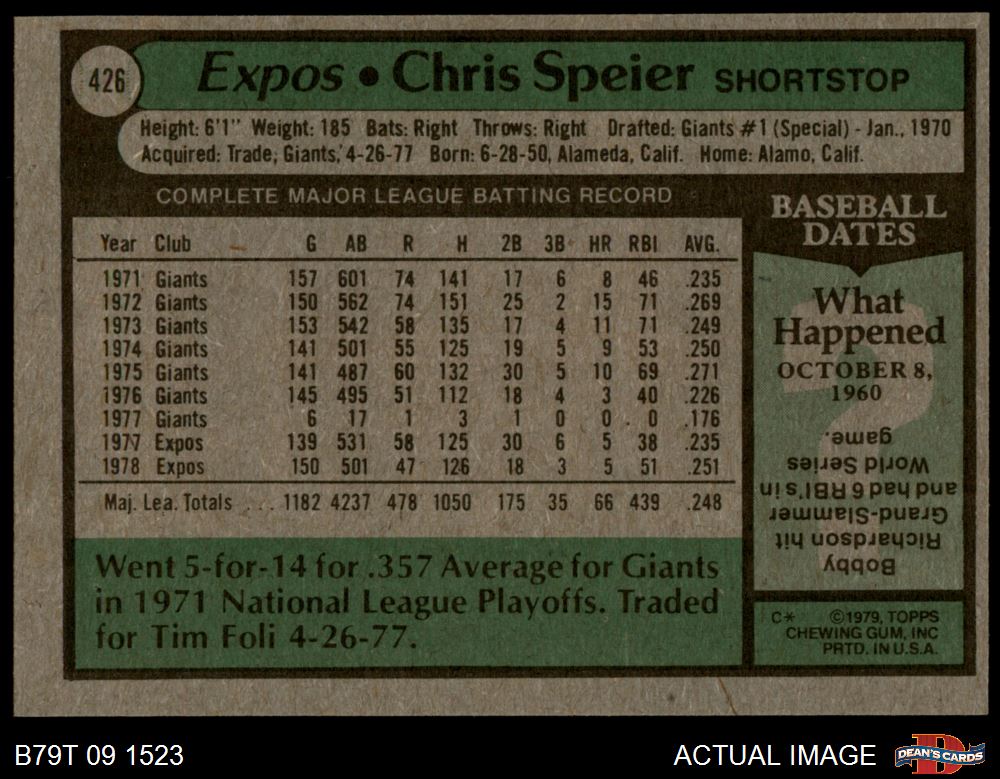 426
Expos • Chris Speier SHORTSTOP
Height: 6'1" Weight: 185 Bats: Right Throws: Right Drafted: Giants #1 (Special) - Jan., 1970
Acquired: Trade, Giants, 4-26-77 Born: 6-28-50, Alameda, Calif. Home: Alamo, Calif.
COMPLETE MAJOR LEAGUE BATTING RECORD
Year Club G AB R H 2B 3B HR RBI AVG.
1971 Giants 157 601 74 141 17 6 8 46 .235
1972 Giants 150 562 74 151 25 2 15 71 .269
1973 Giants 153 542 58 135 17 4 11 71 .249
1974 Giants 141 501 55 125 19 5 9 53 .250
1975 Giants 141 487 60 132 30 5 10 69 .271
1976 Giants 145 495 51 112 18 4 3 40 .226
1977 Giants 6 17 1 3 1 0 0 0 .176
1977 Expos 139 531 58 125 30 6 5 38 .235
1978 Expos 150 501 47 126 18 3 5 51 .251
Maj. Lea. Totals ... 1182 4237 478 1050 175 35 66 439 .248
Went 5-for-14 for .357 Average for Giants
in 1971 National League Playoffs. Traded
for Tim Foli 4-26-77.
BASEBALL
DATES
What
Happened
OCTOBER 8,
1960
Bobby
Richardson hit
Grand-Slammer
and had 6 RBI's in
World Series
game.
C* ©1979, TOPPS
CHEWING GUM, INC
PRTD. IN U.S.A.
B79T 09 1523
ACTUAL IMAGE
DEAN'S CARDS